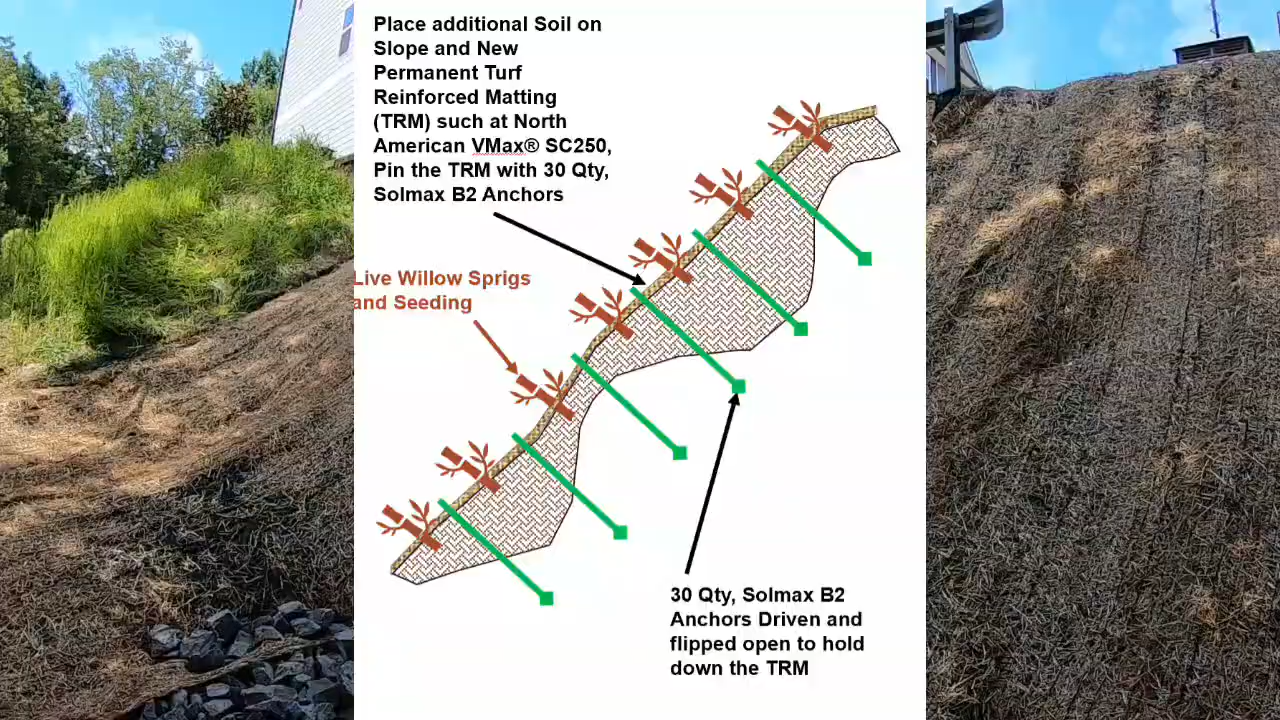 Place additional Soil on
Slope and New
Permanent Turf
Reinforced Matting
(TRM) such at North
American VMax® SC250,
Pin the TRM with 30 Qty,
Solmax B2 Anchors
Live Willow Sprigs
and Seeding
30 Qty, Solmax B2
Anchors Driven and
flipped open to hold
down the TRM